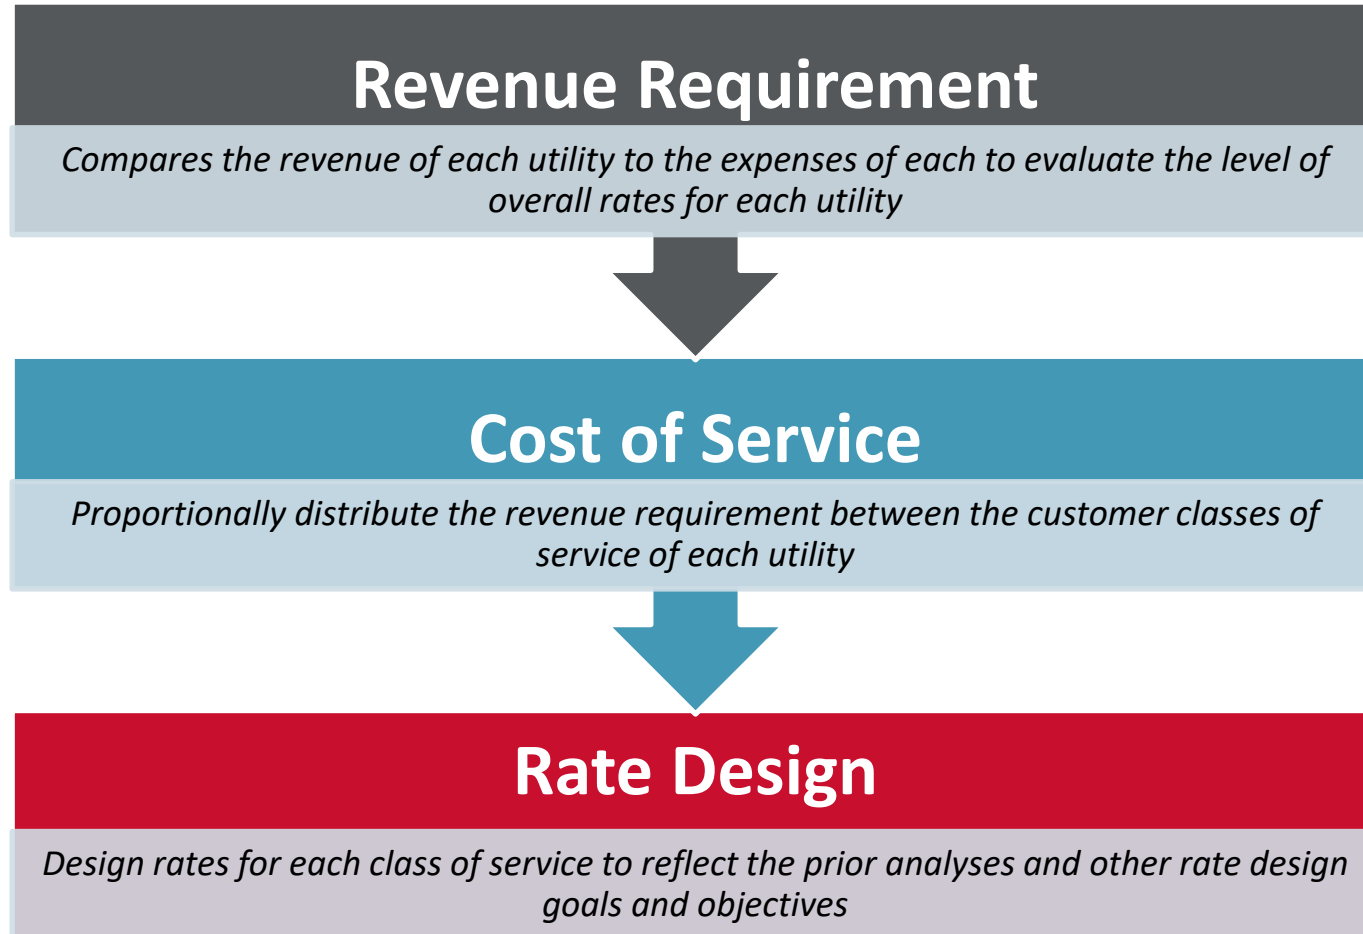 Revenue Requirement
Compares the revenue of each utility to the expenses of each to evaluate the level of
overall rates for each utility
Cost of Service
Proportionally distribute the revenue requirement between the customer classes of
service of each utility
Rate Design
Design rates for each class of service to reflect the prior analyses and other rate design
goals and objectives